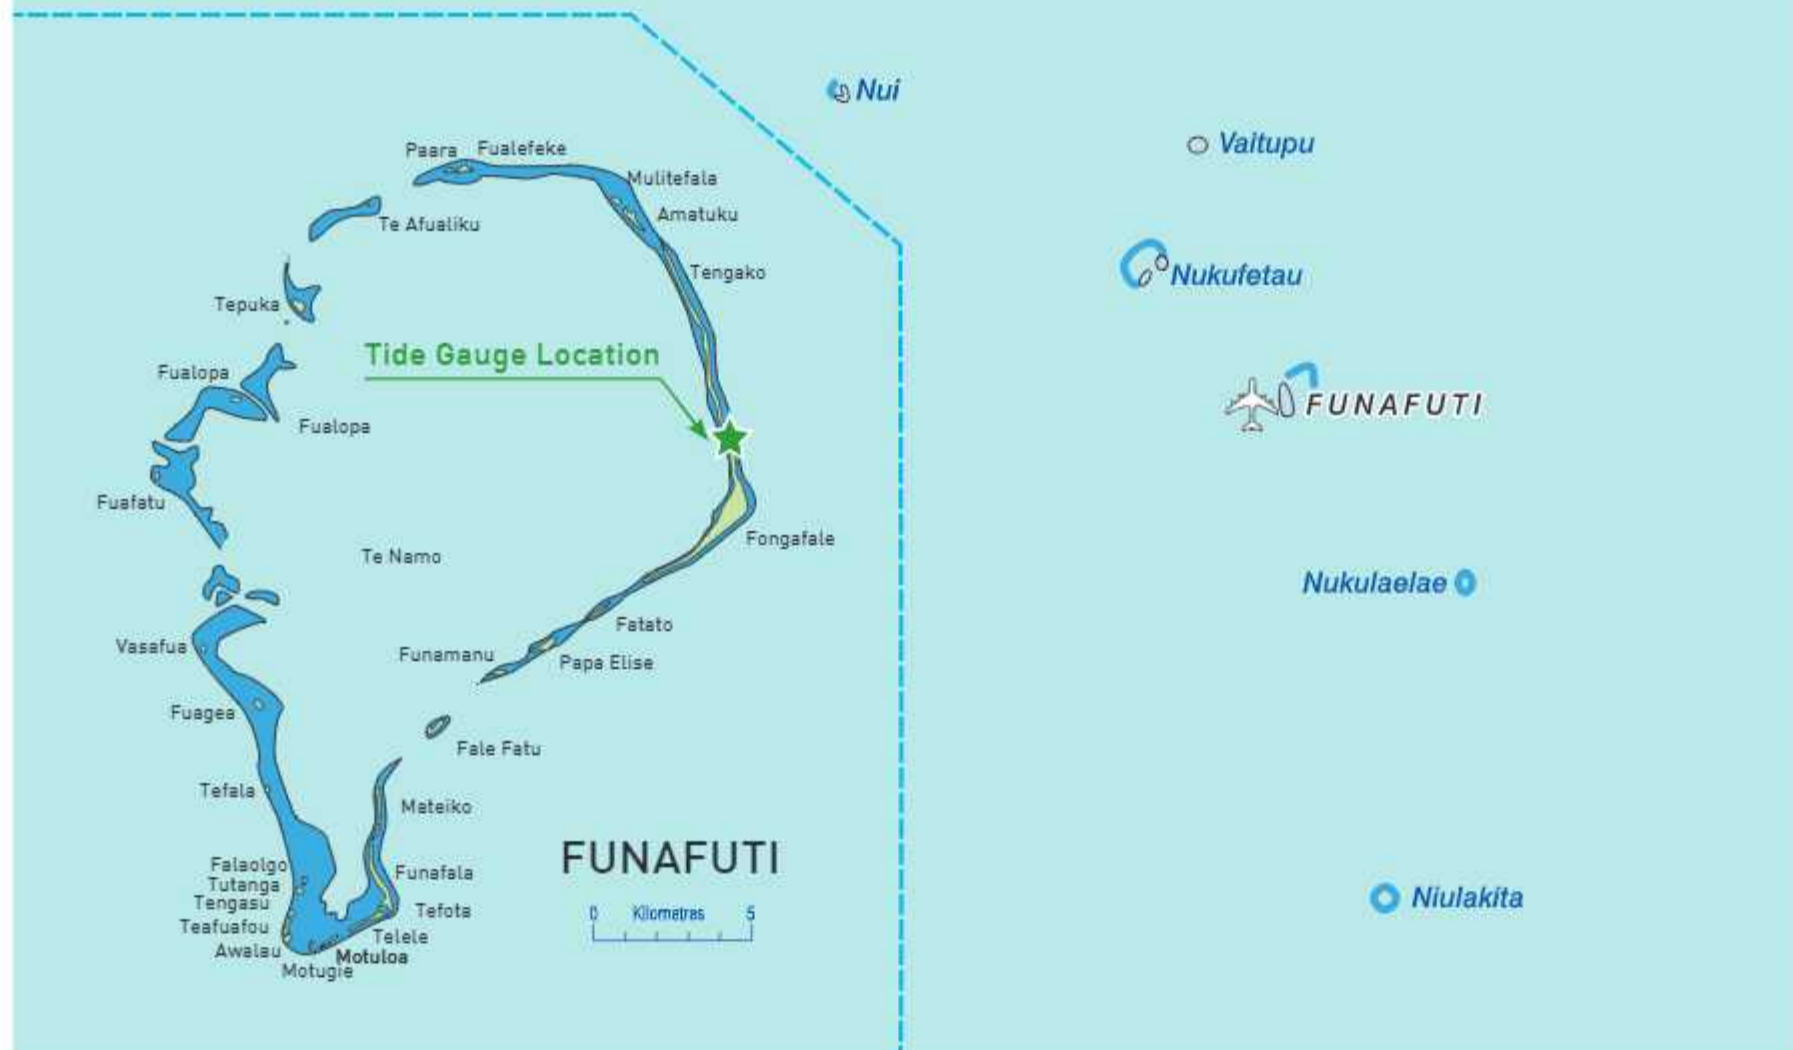 Nui
Vaitupu
Paara
Fualefeke
Mulitefala
Amatuku
Te Afualiku
Tengako
Nukufetau
Tepuka
Tide Gauge Location
Fualopa
FUNAFUTI
Fualopa
Fuafatu
Fongafale
Te Namo
Nukulaelae
Fatato
Vasafua
Funamanu
Papa Elise
Fuagea
Fale Fatu
Tefala
Mateiko
FUNAFUTI
Falaolgo
Funafala
Tutanga
Tengasu
Niulakita
Tefota
0 Kilometres 5
Teafuafou
Telele
Awalau
Motuloa
Motugie